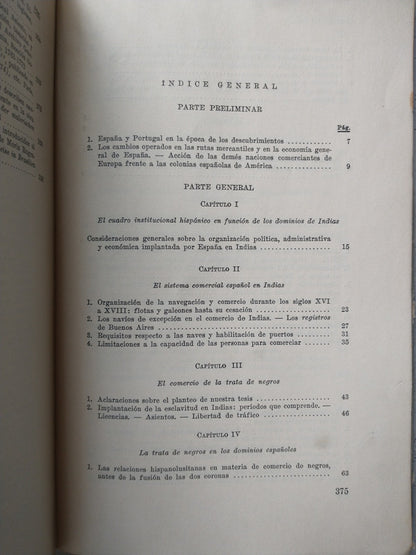 ÍNDICE GENERAL
PARTE PRELIMINAR
Pág.
1. España y Portugal en la época de los descubrimientos 7
2. Los cambios operados en las rutas mercantiles y en la economía gene-
ral de España. — Acción de las demás naciones comerciantes de
Europa frente a las colonias españolas de América 9
PARTE GENERAL
CAPÍTULO I
El cuadro institucional hispánico en función de los dominios de Indias
Consideraciones generales sobre la organización política, administrativa
y económica implantada por España en Indias 15
CAPÍTULO II
El sistema comercial español en Indias
1. Organización de la navegación y comercio durante los siglos XVI
a XVIII: flotas y galeones hasta su cesación 23
2. Los navíos de excepción en el comercio de Indias. — Los registros
de Buenos Aires 27
3. Requisitos respecto a las naves y habilitación de puertos 31
4. Limitaciones a la capacidad de las personas para comerciar 35
CAPÍTULO III
El comercio de la trata de negros
1. Aclaraciones sobre el planteo de nuestra tesis 43
2. Implantación de la esclavitud en Indias: períodos que comprende. —
Licencias. — Asientos. — Libertad de tráfico 46
CAPÍTULO IV
La trata de negros en los dominios españoles
1. Las relaciones hispanolusitanas en materia de comercio de negros,
antes de la fusión de las dos coronas 63
375